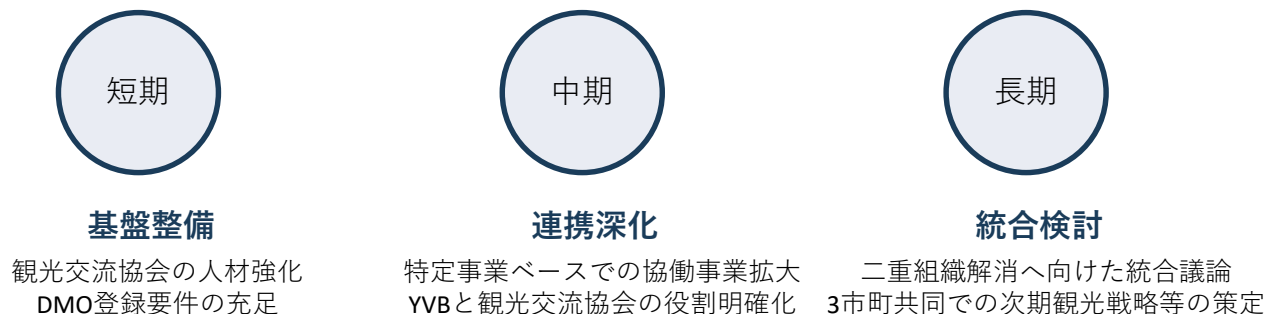 短期
中期
長期
基盤整備
観光交流協会の人材強化
DMO登録要件の充足
連携深化
特定事業ベースでの協働事業拡大
YVBと観光交流協会の役割明確化
統合検討
二重組織解消へ向けた統合議論
3市町共同での次期観光戦略等の策定